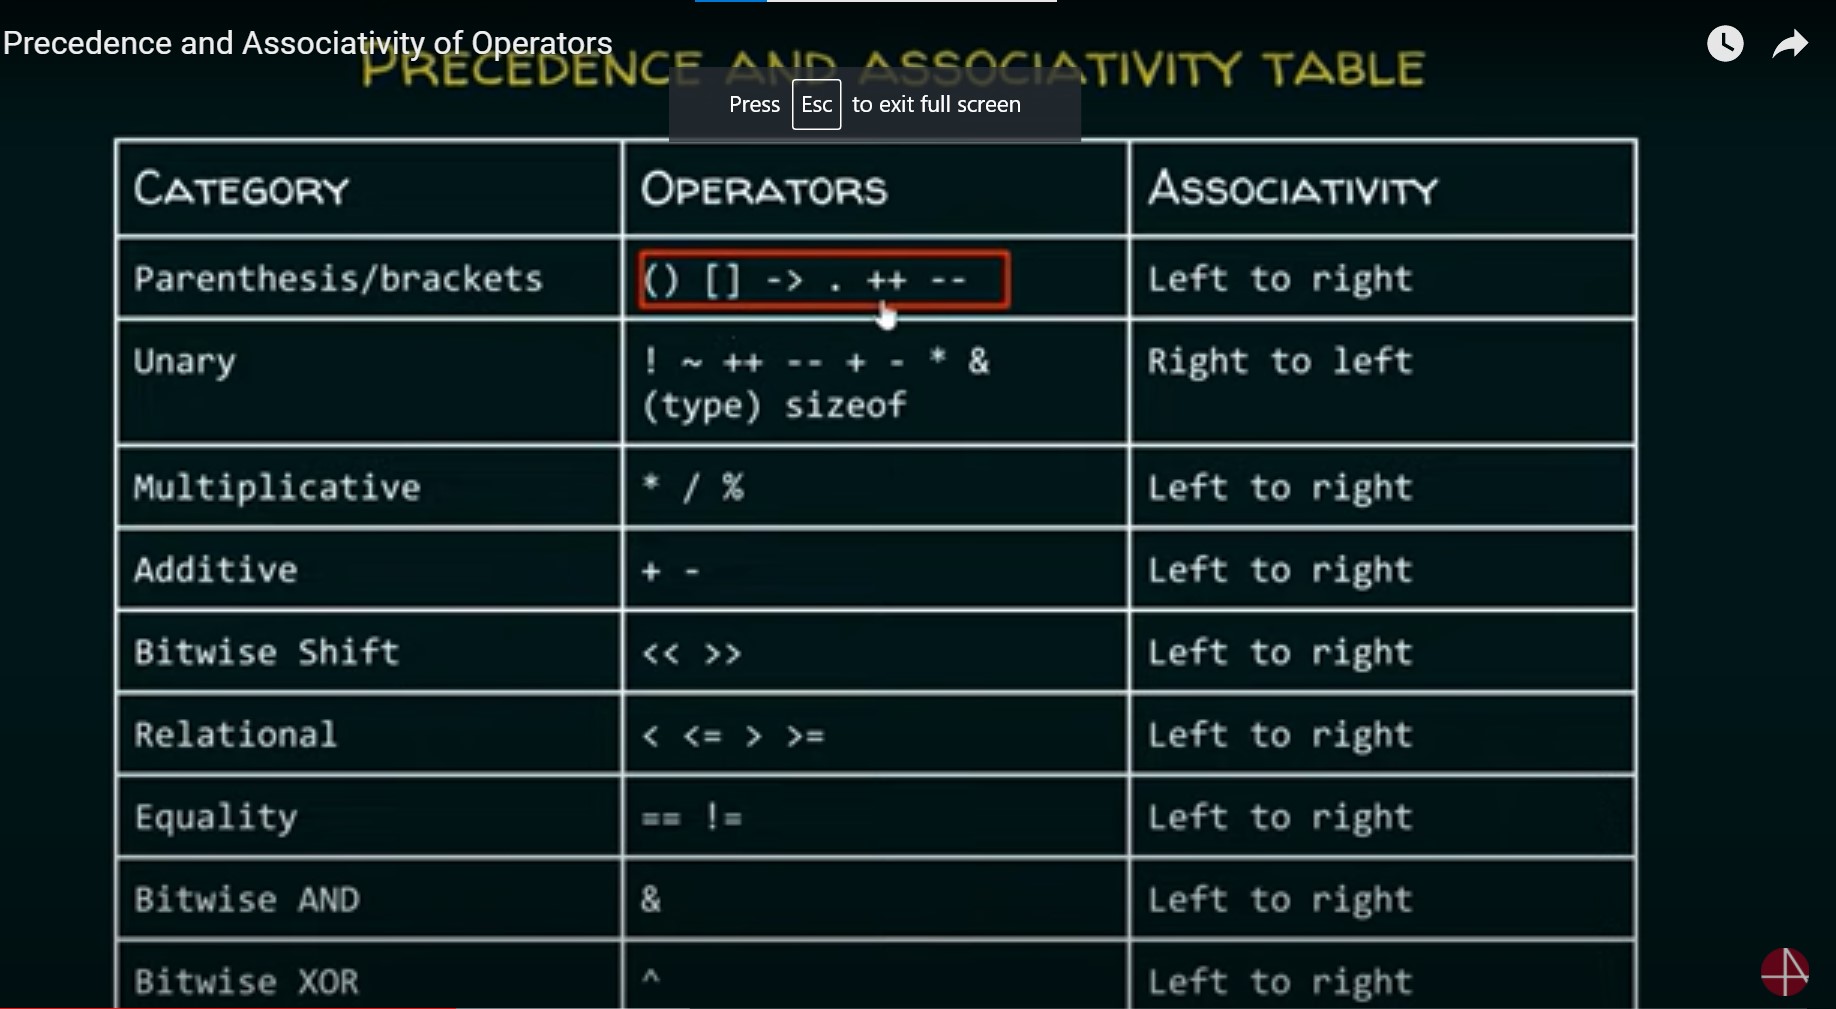 Precedence and Associativity of Operators
PRECEDENCE AND ASSOCIATIVITY TABLE
Press Esc to exit full screen
CATEGORY OPERATORS ASSOCIATIVITY
Parenthesis/brackets () [] -> . ++ -- Left to right
Unary ! ~ ++ -- + - * & Right to left
(type) sizeof
Multiplicative * / % Left to right
Additive + - Left to right
Bitwise Shift << >> Left to right
Relational < <= > >= Left to right
Equality == != Left to right
Bitwise AND & Left to right
Bitwise XOR ^ Left to right